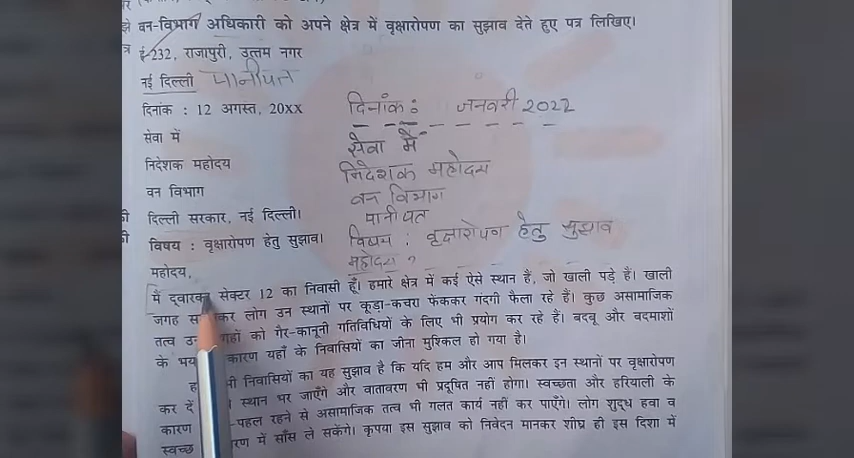 वन-विभाग अधिकारी को अपने क्षेत्र में वृक्षारोपण का सुझाव देते हुए पत्र लिखिए।
ई-232, राजापुरी, उत्तम नगर
नई दिल्ली पानीपत
दिनांक : 12 अगस्त, 20xx दिनांक : जनवरी 2022
सेवा में सेवा में
निदेशक महोदय निदेशक महोदय
वन विभाग वन विभाग
दिल्ली सरकार, नई दिल्ली। पानीपत
विषय : वृक्षारोपण हेतु सुझाव। विषय : वृक्षारोपण हेतु सुझाव
महोदय, महोदय ?
मैं द्वारका सेक्टर 12 का निवासी हूँ। हमारे क्षेत्र में कई ऐसे स्थान हैं, जो खाली पड़े हैं। खाली
जगह कर लोग उन स्थानों पर कूड़ा-कचरा फेंककर गंदगी फैला रहे हैं। कुछ असामाजिक
तत्व को गैर-कानूनी गतिविधियों के लिए भी प्रयोग कर रहे हैं। बदबू और बदमाशों
के कारण यहाँ के निवासियों का जीना मुश्किल हो गया है।
निवासियों का यह सुझाव है कि यदि हम और आप मिलकर इन स्थानों पर वृक्षारोपण
कर दें स्थान भर जाएँगे और वातावरण भी प्रदूषित नहीं होगा। स्वच्छता और हरियाली के
कारण -पहल रहने से असामाजिक तत्व भी गलत कार्य नहीं कर पाएँगे। लोग शुद्ध हवा व
स्वच्छ में साँस ले सकेंगे। कृपया इस सुझाव को निवेदन मानकर शीघ्र ही इस दिशा में